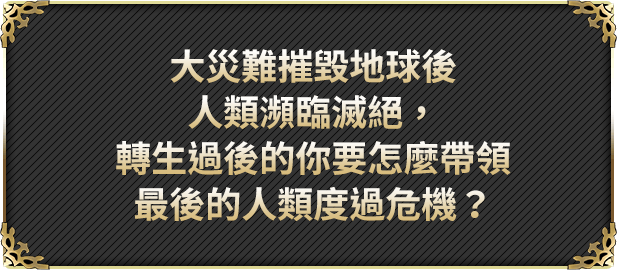 大災難摧毀地球後
人類瀕臨滅絕，
轉生過後的你要怎麼帶領
最後的人類度過危機？